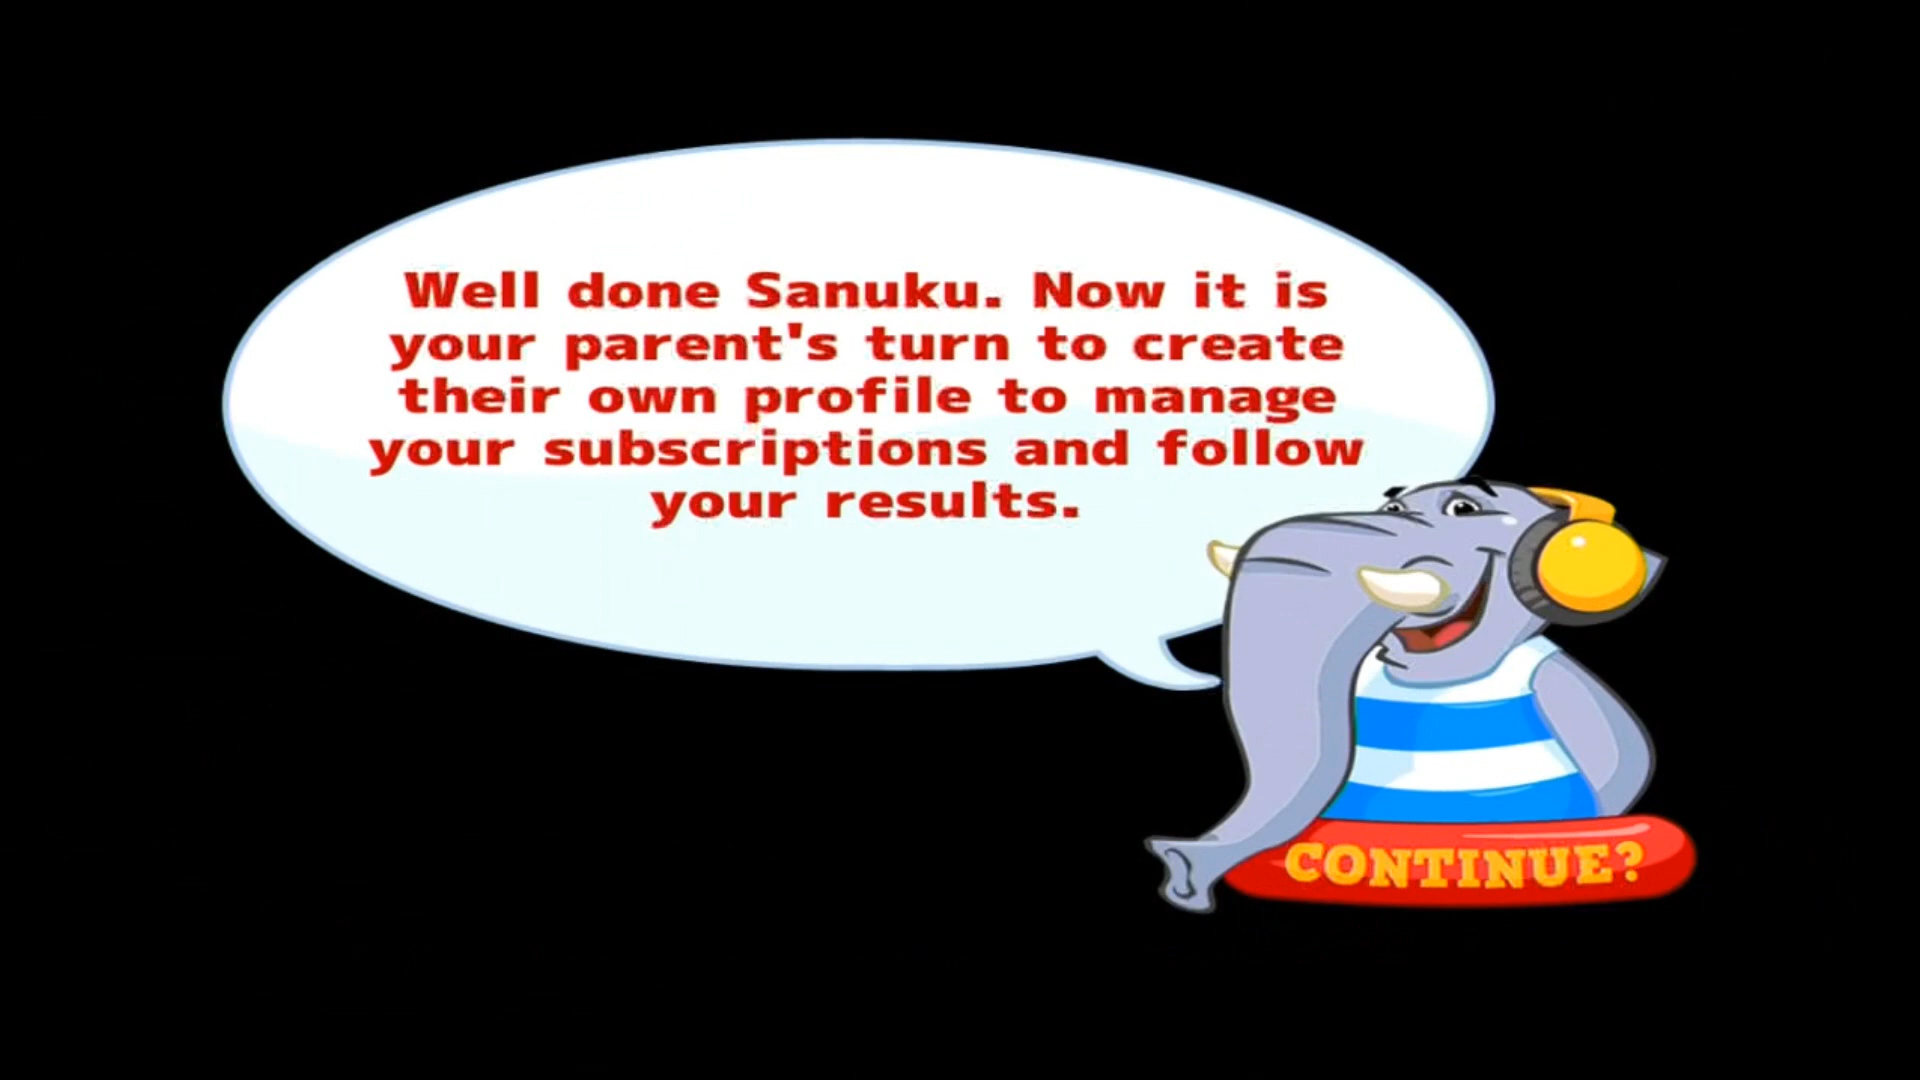 Well done Sanuku. Now it is
your parent's turn to create
their own profile to manage
your subscriptions and follow
your results.
CONTINUE?